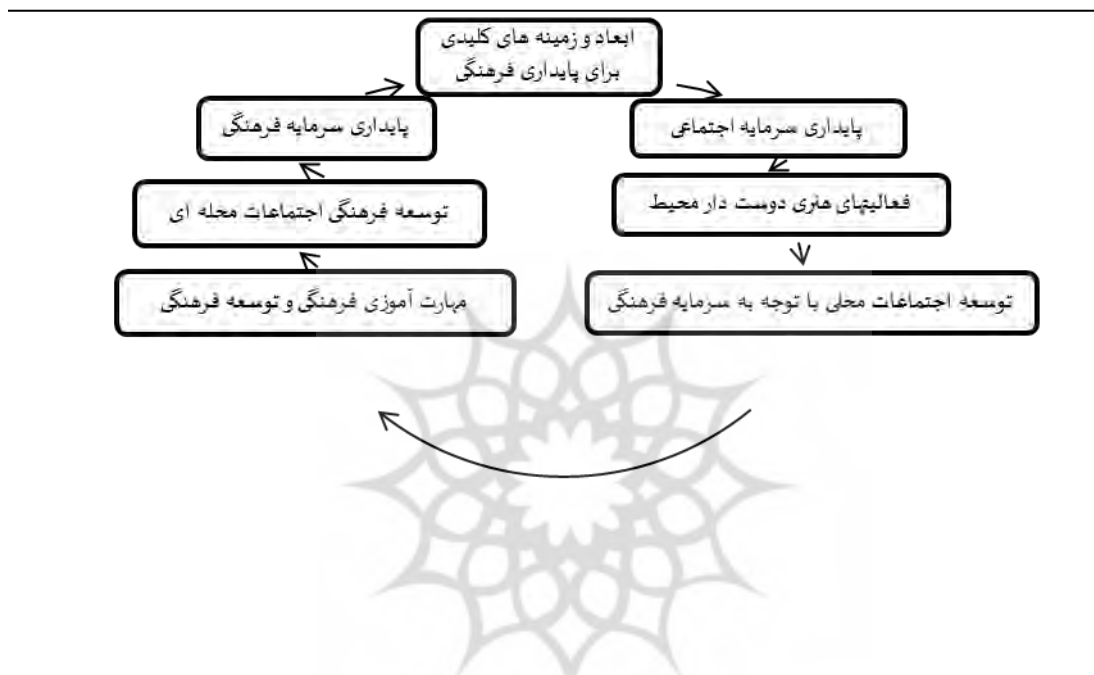 ابعاد و زمینه های کلیدی
برای پایداری فرهنگی
پایداری سرمایه اجتماعی
پایداری سرمایه فرهنگی
فعالیتهای هنری دوست دار محیط
توسعه فرهنگی اجتماعات محله ای
توسعه اجتماعات محلی با توجه به سرمایه فرهنگی
مهارت آموزی فرهنگی و توسعه فرهنگی